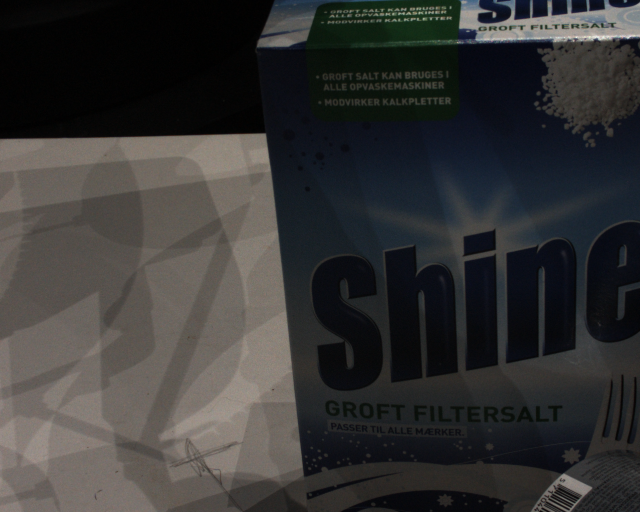 • GROFT SALT KAN BRUGES I
ALLE OPVASKEMASKINER
• MODVIRKER KALKPLETTER
Shine
GROFT FILTERSALT
• GROFT SALT KAN BRUGES I
ALLE OPVASKEMASKINER
• MODVIRKER KALKPLETTER
Shine
GROFT FILTERSALT
PASSER TIL ALLE MÆRKER